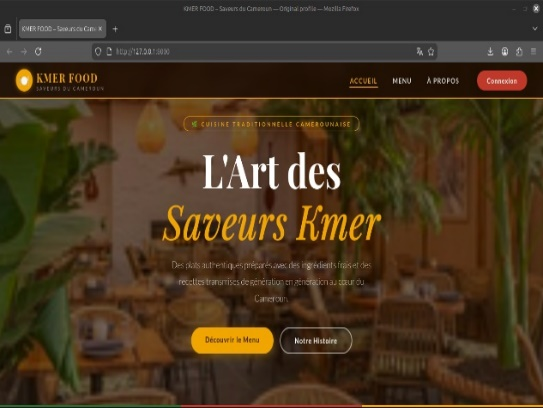 KMER FOOD – Saveurs du Cameroun — Original profile — Mozilla Firefox
KMER FOOD – Saveurs du Came
http://127.0.0.1:8000
KMER FOOD
SAVEURS DU CAMEROUN
ACCUEIL
MENU
À PROPOS
Connexion
CUISINE TRADITIONNELLE CAMEROUNAISE
L'Art des
Saveurs Kmer
Des plats authentiques préparés avec des ingrédients frais et des
recettes transmises de génération en génération au cœur du
Cameroun.
Découvrir le Menu
Notre Histoire